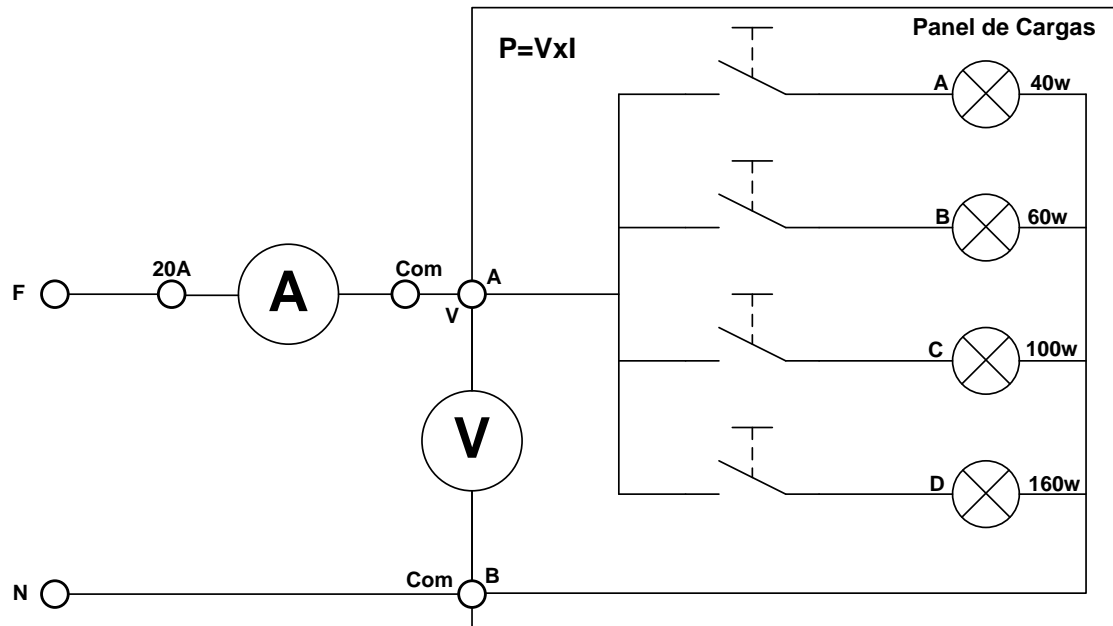 Panel de Cargas
P=VxI
A
40w
B
60w
20A
Com
A
F
A
V
C
100w
V
D
160w
Com
B
N